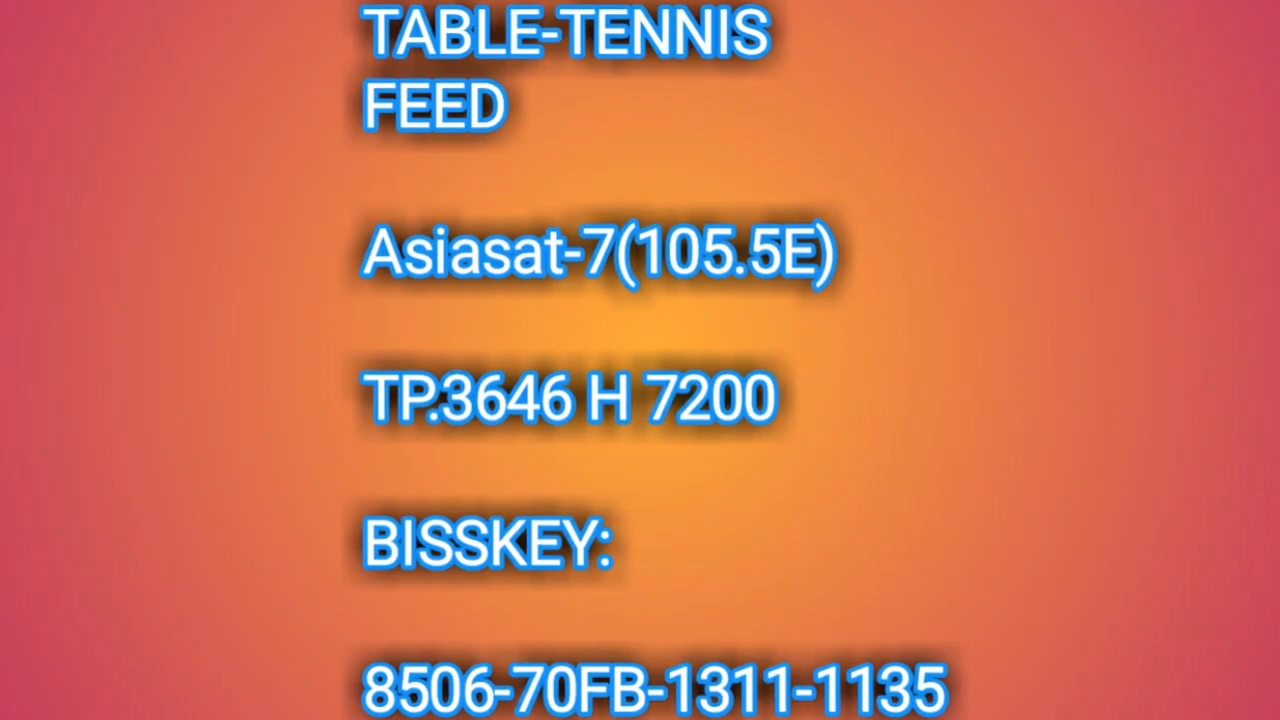 TABLE-TENNIS
FEED
Asiasat-7(105.5E)
TP.3646 H 7200
BISSKEY:
8506-70FB-1311-1135